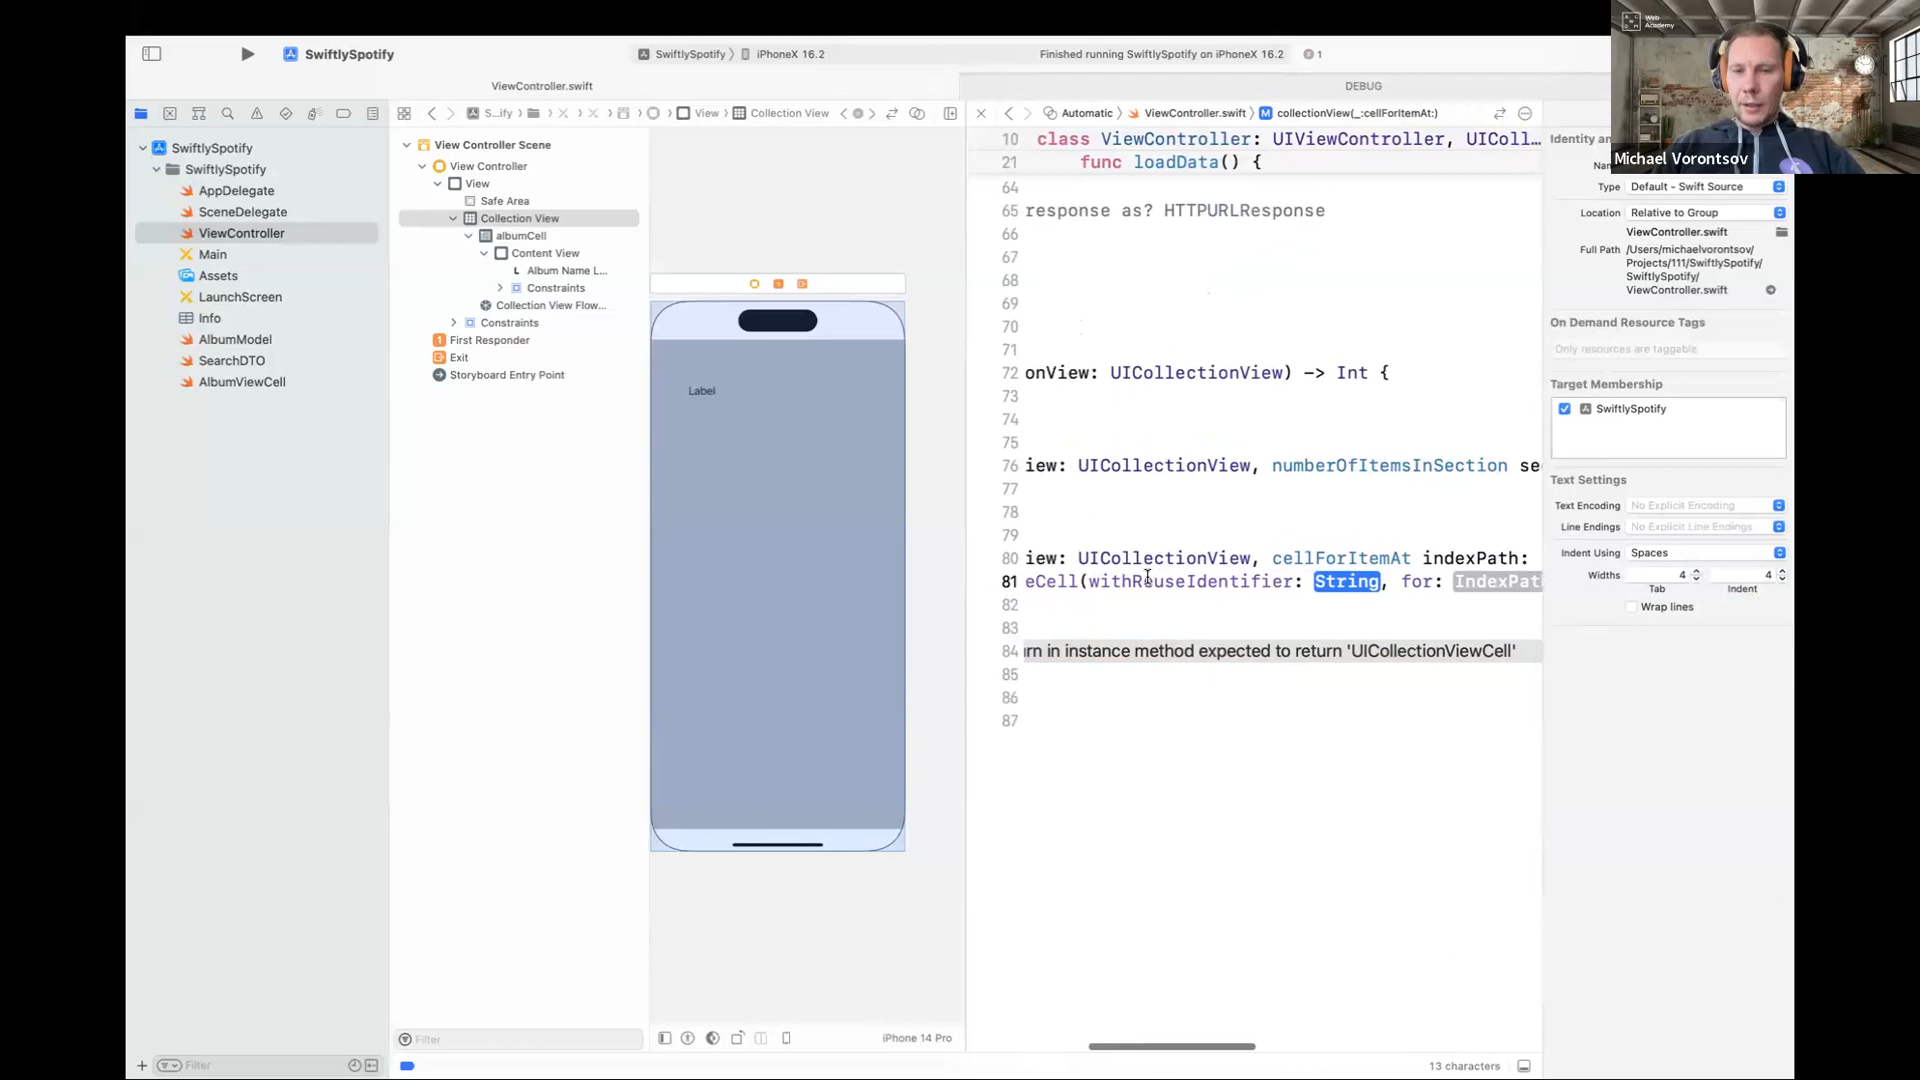 SwiftlySpotify
SwiftlySpotify
iPhoneX 16.2
Finished running SwiftlySpotify on iPhoneX 16.2
1
Web
Academy
Michael Vorontsov
ViewController.swift
DEBUG
S...ify
View
Collection View
Automatic
ViewController.swift
M
collectionView(_:cellForItemAt:)
SwiftlySpotify
SwiftlySpotify
AppDelegate
SceneDelegate
ViewController
Main
Assets
LaunchScreen
Info
AlbumModel
SearchDTO
AlbumViewCell
Filter
View Controller Scene
View Controller
View
Safe Area
Collection View
albumCell
Content View
L Album Name L...
Constraints
Collection View Flow...
Constraints
1 First Responder
Exit
Storyboard Entry Point
Filter
Label
iPhone 14 Pro
10 class ViewController: UIViewController, UIColl...
21 func loadData() {
64
65 response as? HTTPURLResponse
66
67
68
69
70
71
72 onView: UICollectionView) -> Int {
73
74
75
76 iew: UICollectionView, numberOfItemsInSection se
77
78
79
80 iew: UICollectionView, cellForItemAt indexPath:
81 eCell(withReuseIdentifier: String, for: IndexPath
82
83
84 urn in instance method expected to return 'UICollectionViewCell'
85
86
87
13 characters
Identity an
Na
Type Default - Swift Source
Location Relative to Group
ViewController.swift
Full Path /Users/michaelvorontsov/
Projects/111/SwiftlySpotify/
SwiftlySpotify/
ViewController.swift
On Demand Resource Tags
Only resources are taggable
Target Membership
SwiftlySpotify
Text Settings
Text Encoding No Explicit Encoding
Line Endings No Explicit Line Endings
Indent Using Spaces
Widths 4 4
Tab Indent
Wrap lines